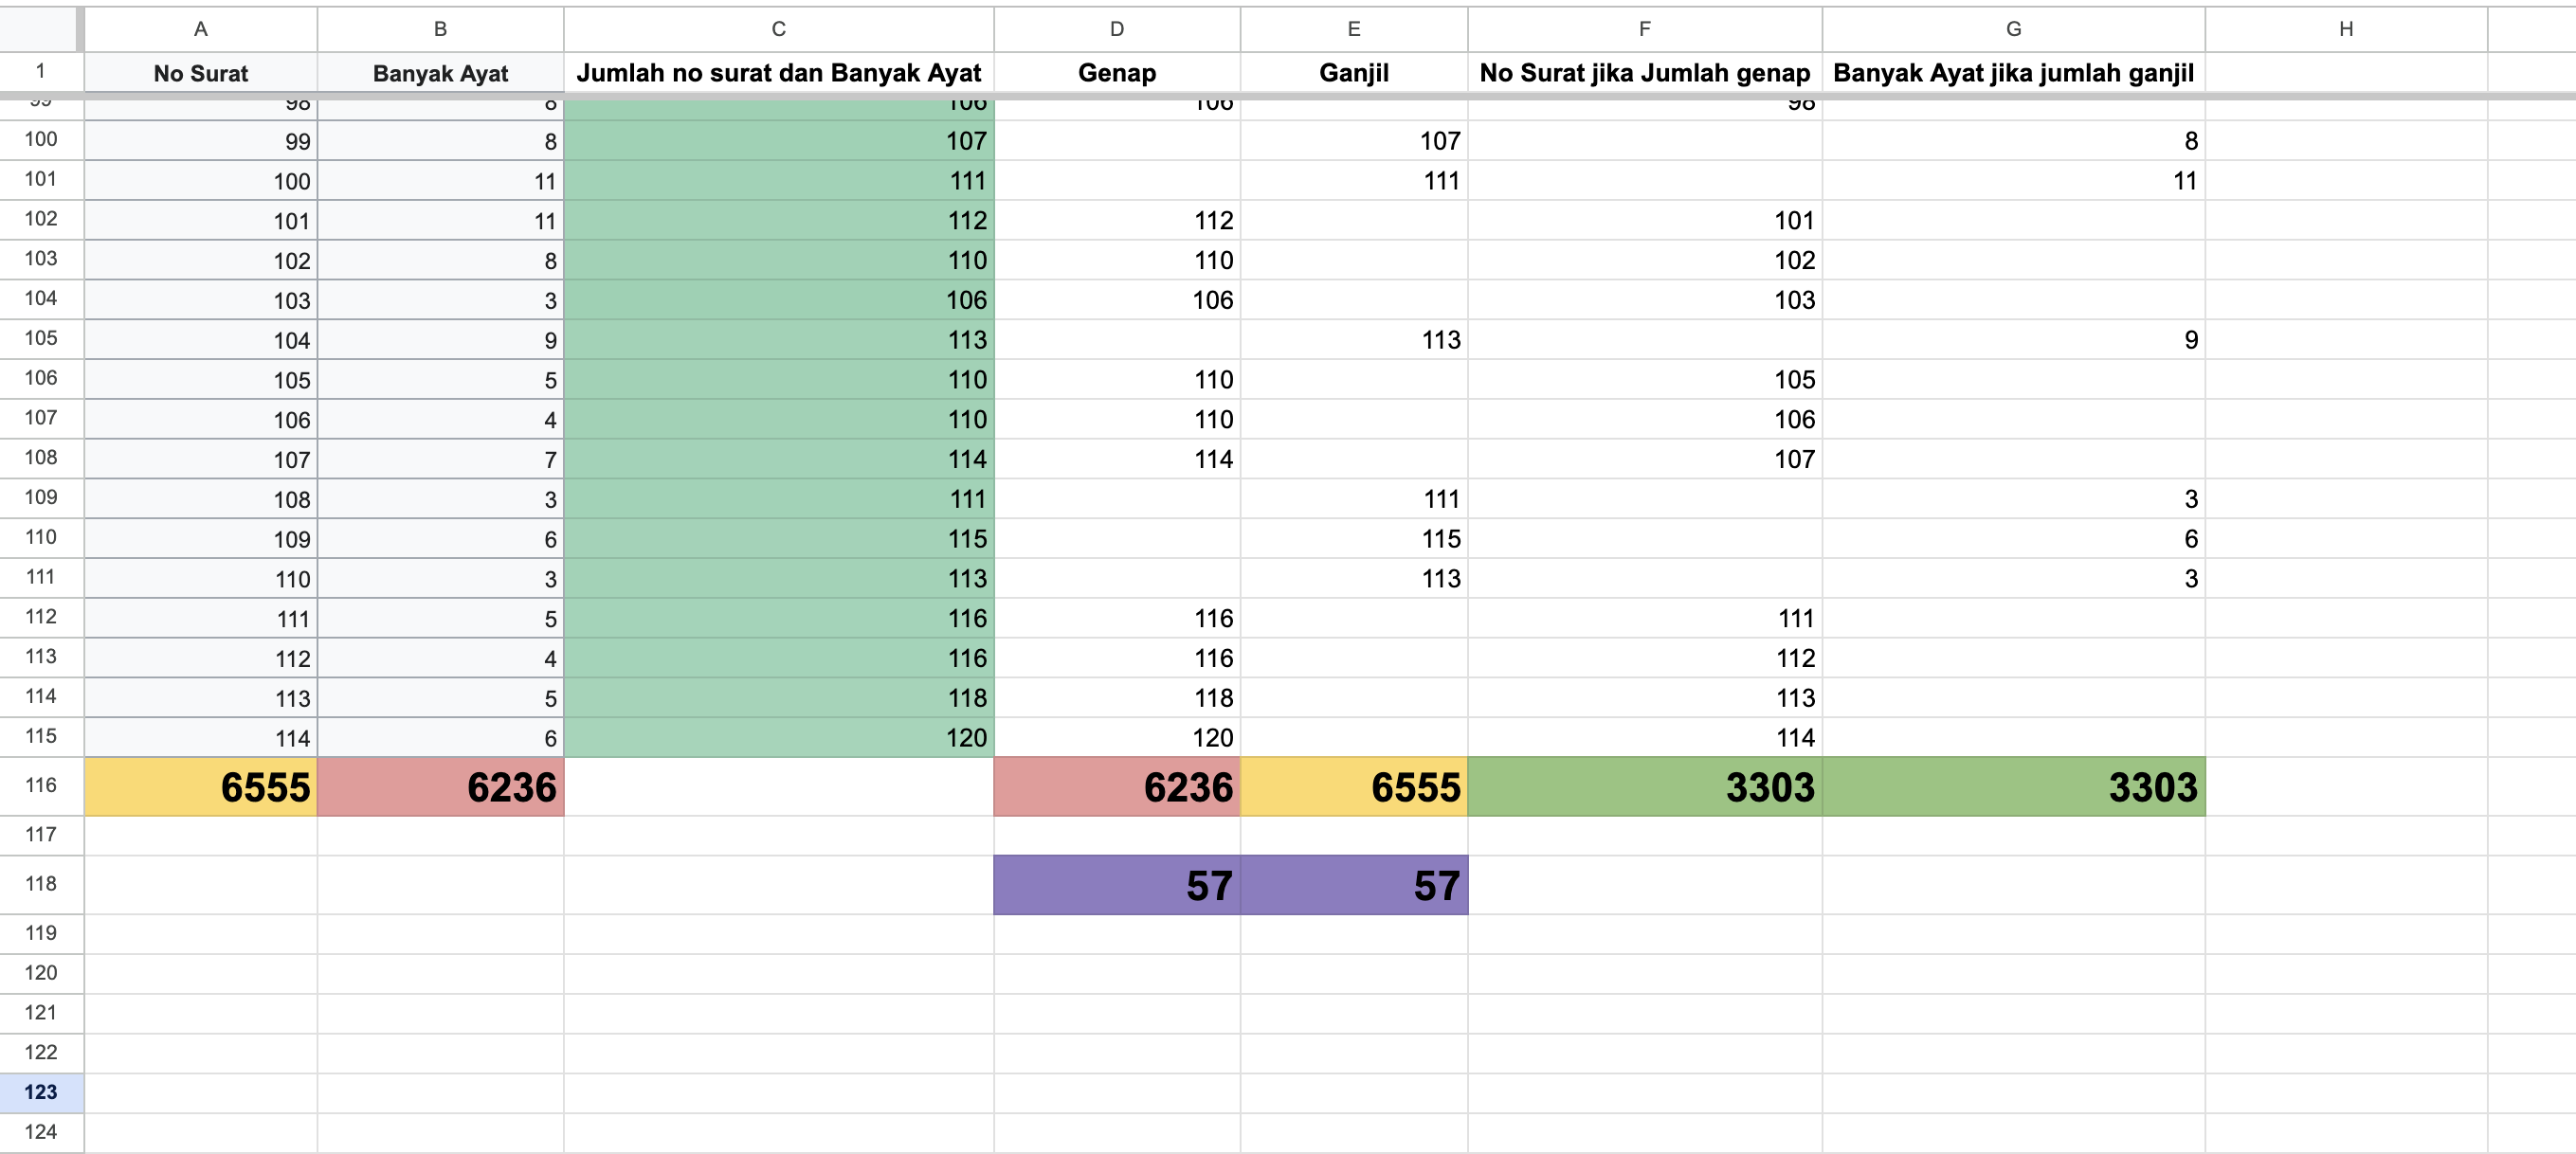 A B C D E F G H
1 No Surat Banyak Ayat Jumlah no surat dan Banyak Ayat Genap Ganjil No Surat jika Jumlah genap Banyak Ayat jika jumlah ganjil
99 98 8 106 106 98
100 99 8 107 107 8
101 100 11 111 111 11
102 101 11 112 112 101
103 102 8 110 110 102
104 103 3 106 106 103
105 104 9 113 113 9
106 105 5 110 110 105
107 106 4 110 110 106
108 107 7 114 114 107
109 108 3 111 111 3
110 109 6 115 115 6
111 110 3 113 113 3
112 111 5 116 116 111
113 112 4 116 116 112
114 113 5 118 118 113
115 114 6 120 120 114
116 6555 6236 6236 6555 3303 3303
117
118 57 57
119
120
121
122
123
124